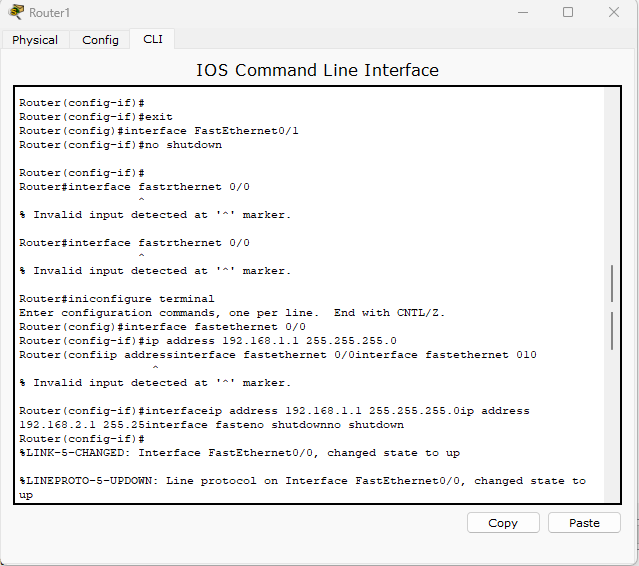 Router1
Physical Config CLI
IOS Command Line Interface
Router(config-if)#
Router(config-if)#exit
Router(config)#interface FastEthernet0/1
Router(config-if)#no shutdown
Router(config-if)#
Router#interface fastrthernet 0/0
^
% Invalid input detected at '^' marker.
Router#interface fastrthernet 0/0
^
% Invalid input detected at '^' marker.
Router#iniconfigure terminal
Enter configuration commands, one per line.  End with CNTL/Z.
Router(config)#interface fastethernet 0/0
Router(config-if)#ip address 192.168.1.1 255.255.255.0
Router(confiip addressinterface fastethernet 0/0interface fastethernet 010
^
% Invalid input detected at '^' marker.
Router(config-if)#interfaceip address 192.168.1.1 255.255.255.0ip address
192.168.2.1 255.25interface fasteno shutdownno shutdown
Router(config-if)#
%LINK-5-CHANGED: Interface FastEthernet0/0, changed state to up
%LINEPROTO-5-UPDOWN: Line protocol on Interface FastEthernet0/0, changed state to
up
Copy Paste